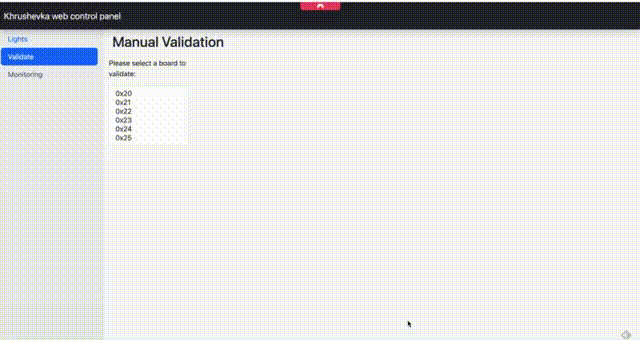 Khrushevka web control panel
Lights
Validate
Monitoring
Manual Validation
Please select a board to
validate:
0x20
0x21
0x22
0x23
0x24
0x25